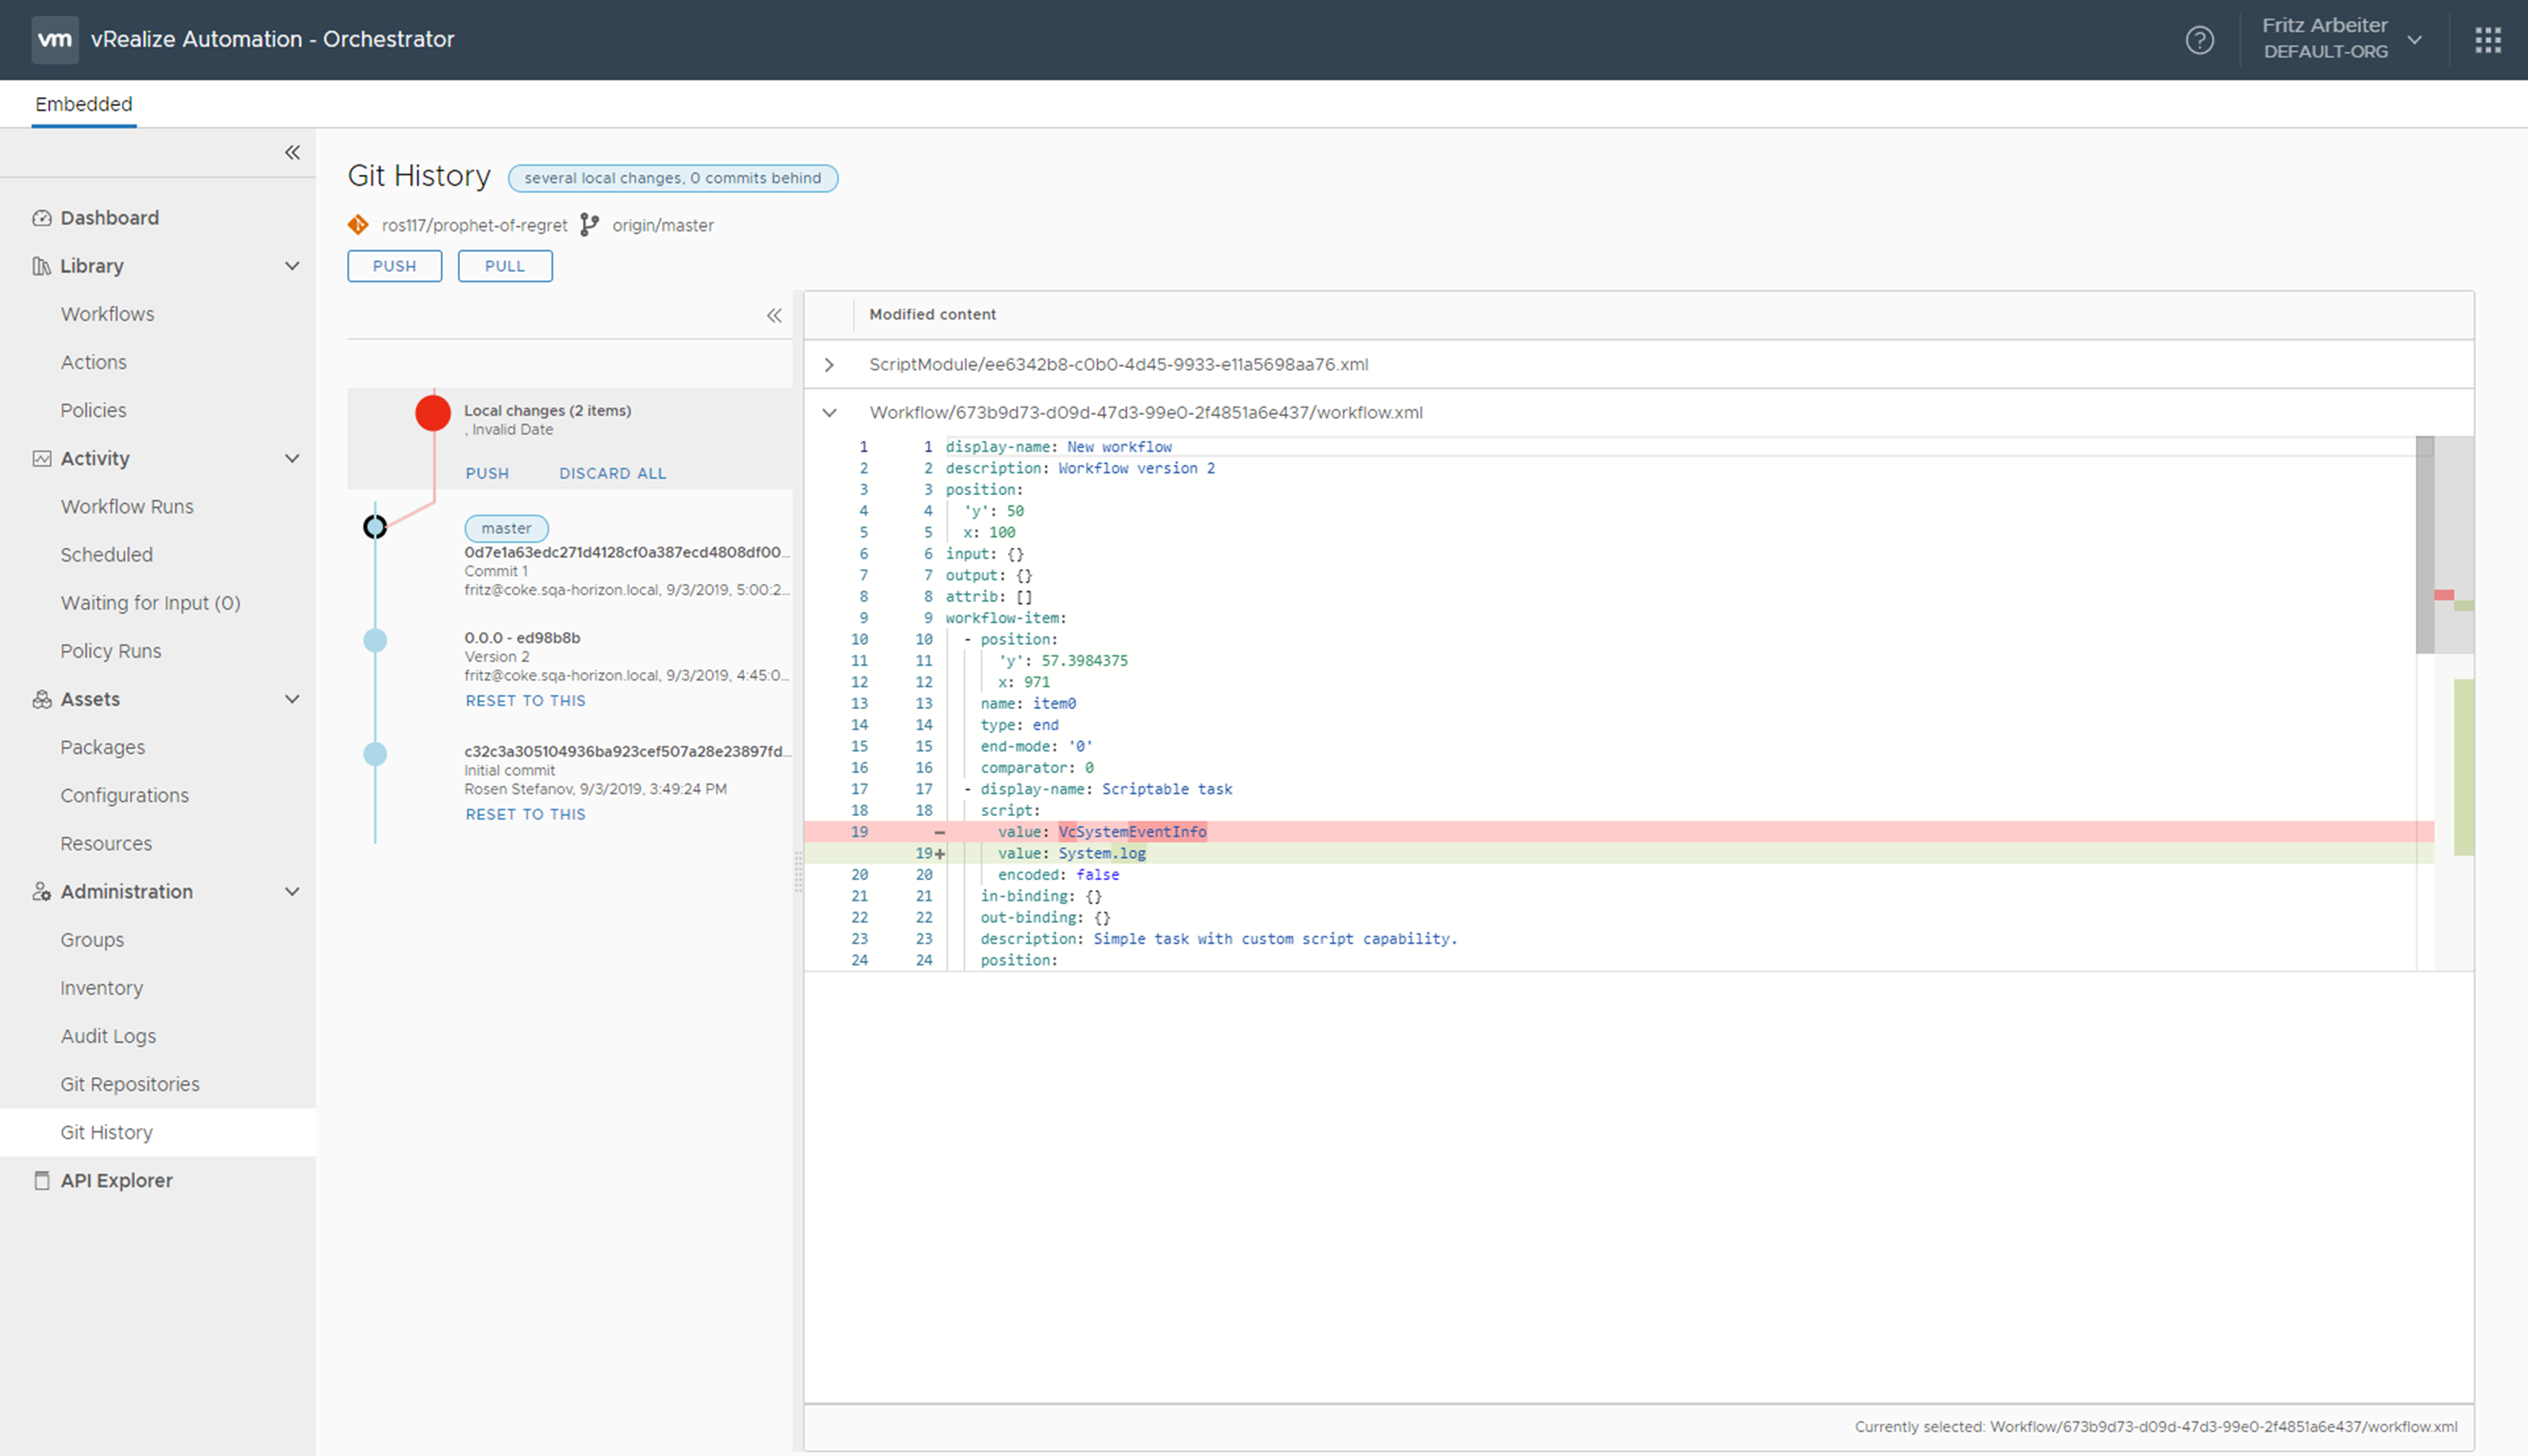 vm vRealize Automation - Orchestrator
Fritz Arbeiter
DEFAULT-ORG
Embedded
Dashboard
Library
Workflows
Actions
Policies
Activity
Workflow Runs
Scheduled
Waiting for Input (0)
Policy Runs
Assets
Packages
Configurations
Resources
Administration
Groups
Inventory
Audit Logs
Git Repositories
Git History
API Explorer
Git History several local changes, 0 commits behind
ros117/prophet-of-regret origin/master
PUSH PULL
Local changes (2 items)
, Invalid Date
PUSH DISCARD ALL
master
0d7e1a63edc271d4128cf0a387ecd4808df00...
Commit 1
fritz@coke.sqa-horizon.local, 9/3/2019, 5:00:2...
0.0.0 - ed98b8b
Version 2
fritz@coke.sqa-horizon.local, 9/3/2019, 4:45:0...
RESET TO THIS
c32c3a305104936ba923cef507a28e23897fd...
Initial commit
Rosen Stefanov, 9/3/2019, 3:49:24 PM
RESET TO THIS
Modified content
ScriptModule/ee6342b8-c0b0-4d45-9933-e11a5698aa76.xml
Workflow/673b9d73-d09d-47d3-99e0-2f4851a6e437/workflow.xml
1 1 display-name: New workflow
2 2 description: Workflow version 2
3 3 position:
4 4 'y': 50
5 5 x: 100
6 6 input: {}
7 7 output: {}
8 8 attrib: []
9 9 workflow-item:
10 10 - position:
11 11 'y': 57.3984375
12 12 x: 971
13 13 name: item0
14 14 type: end
15 15 end-mode: '0'
16 16 comparator: 0
17 17 - display-name: Scriptable task
18 18 script:
19 - value: VcSystemEventInfo
19+ value: System.log
20 20 encoded: false
21 21 in-binding: {}
22 22 out-binding: {}
23 23 description: Simple task with custom script capability.
24 24 position:
Currently selected: Workflow/673b9d73-d09d-47d3-99e0-2f4851a6e437/workflow.xml